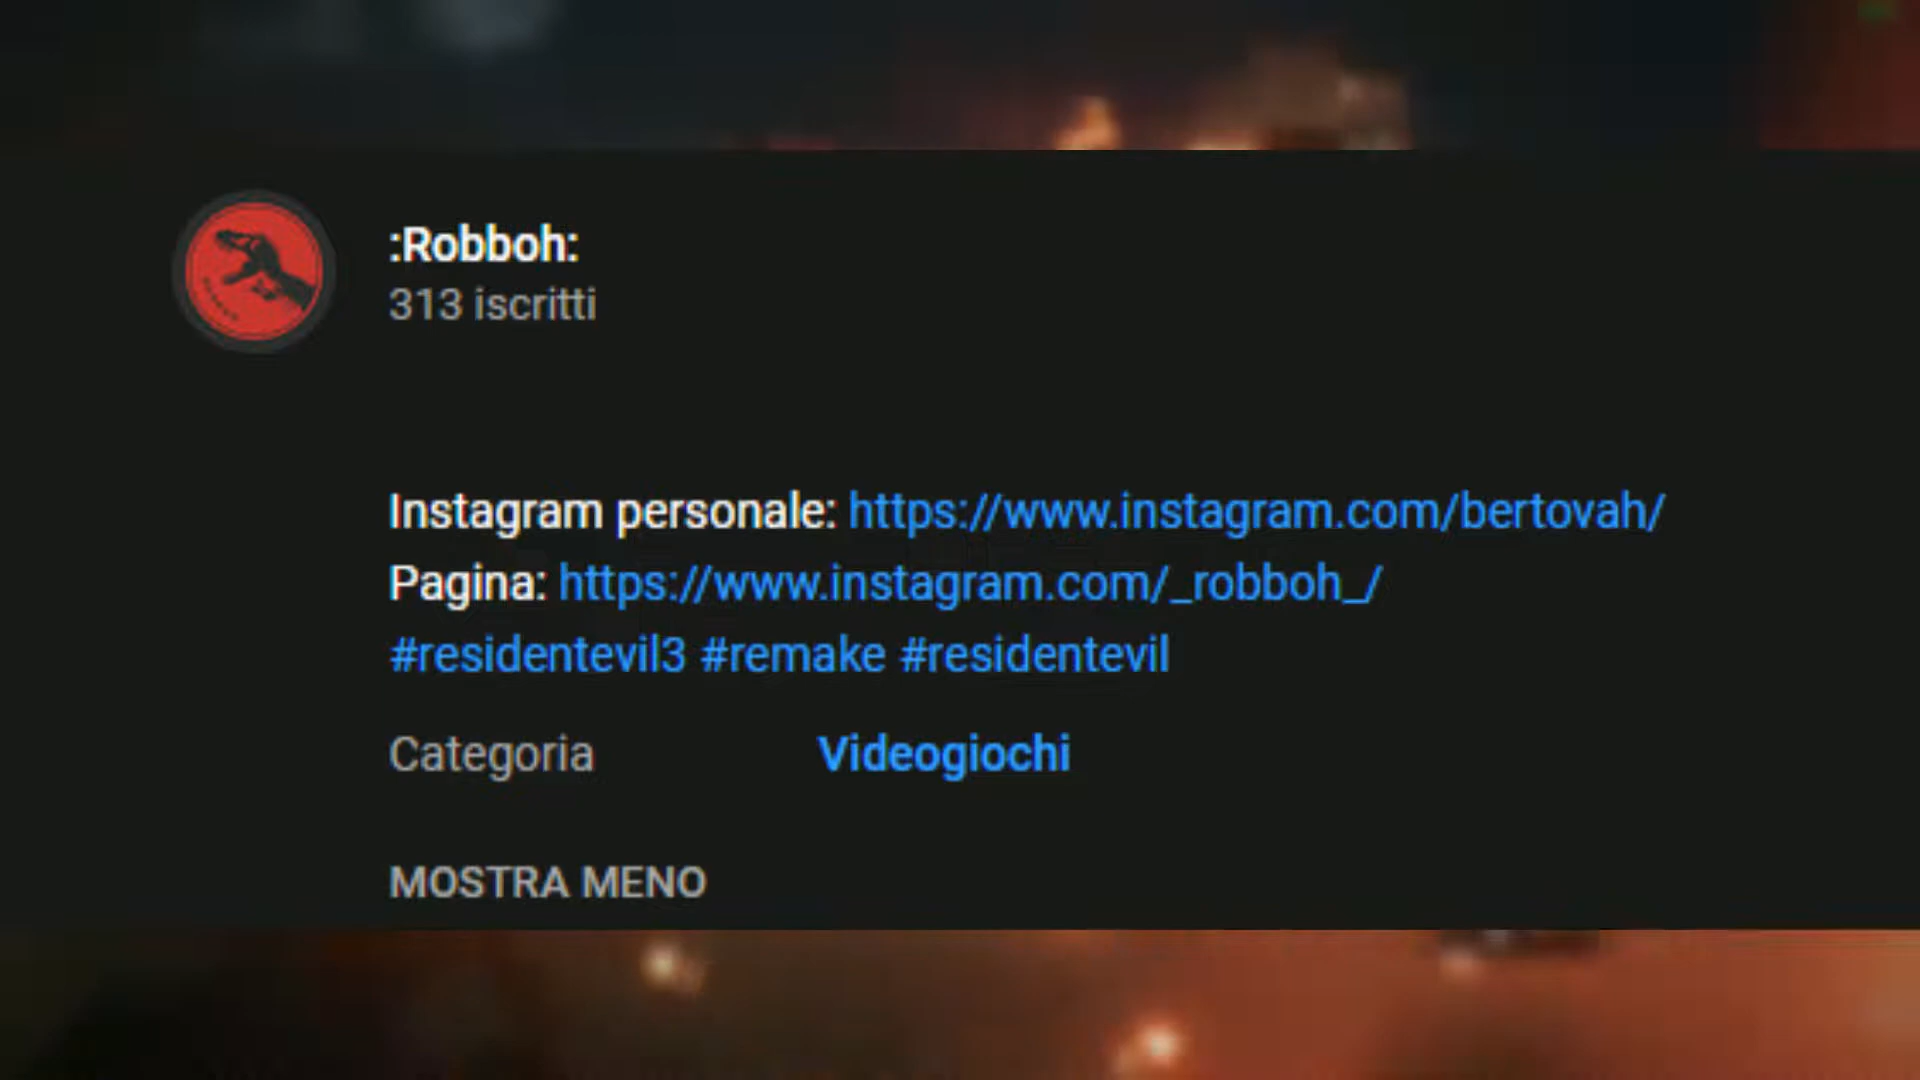 :Robboh:
313 iscritti
Instagram personale: https://www.instagram.com/bertovah/
Pagina: https://www.instagram.com/_robboh_/
#residentevil3 #remake #residentevil
Categoria Videogiochi
MOSTRA MENO